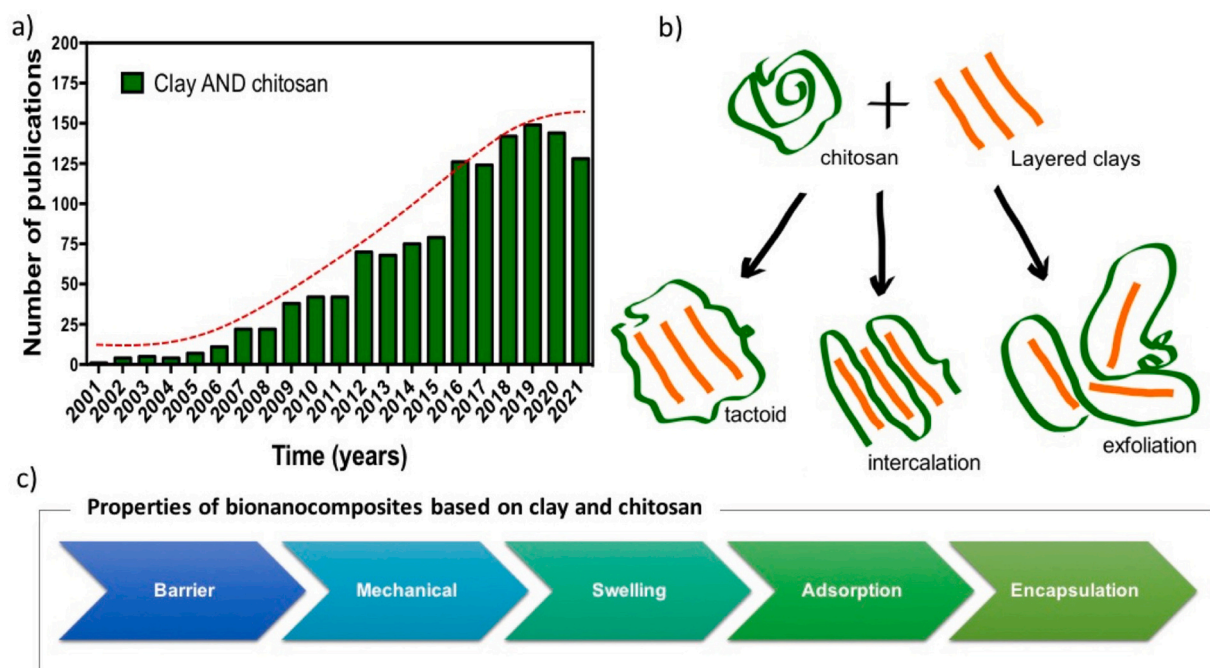 a)
200
175
150
125
100
75
50
25
0
Number of publications
Clay AND chitosan
2001
2002
2003
2004
2005
2006
2007
2008
2009
2010
2011
2012
2013
2014
2015
2016
2017
2018
2019
2020
2021
Time (years)
b)
+
chitosan
Layered clays
tactoid
intercalation
exfoliation
c)
Properties of bionanocomposites based on clay and chitosan
Barrier
Mechanical
Swelling
Adsorption
Encapsulation